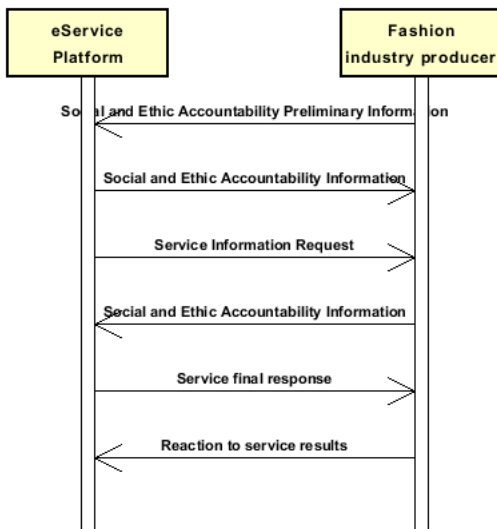 eService
Platform
Fashion
industry producer
Social and Ethic Accountability Preliminary Information
Social and Ethic Accountability Information
Service Information Request
Social and Ethic Accountability Information
Service final response
Reaction to service results